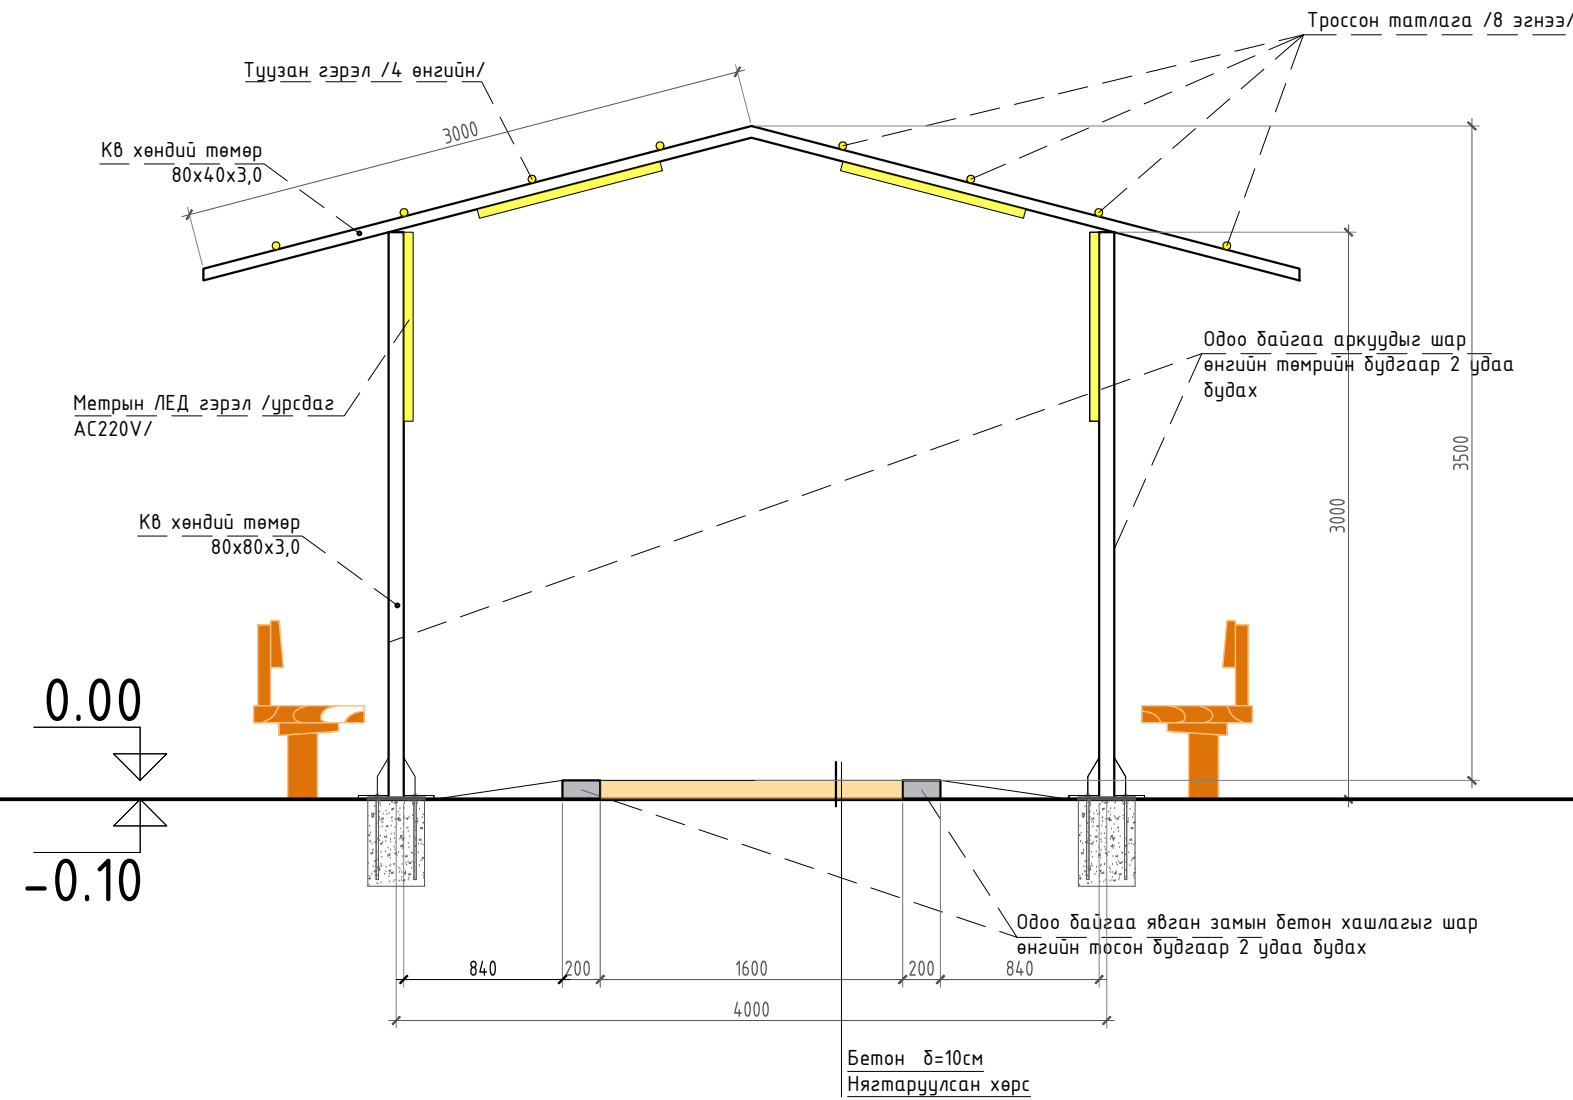 Троссон татлага /8 эгнээ/
Туузан гэрэл /4 өнгийн/
3000
Кв хөндий төмөр
80х40х3,0
Одоо байгаа аркуудыг шар
өнгийн төмрийн будгаар 2 удаа
будах
Метрын ЛЕД гэрэл /урсдаг
AC220V/
3500
3000
Кв хөндий төмөр
80х80х3,0
0.00
-0.10
Одоо байгаа явган замын бетон хашлагыг шар
өнгийн тосон будгаар 2 удаа будах
840 200 1600 200 840
4000
Бетон δ=10см
Нягтаруулсан хөрс